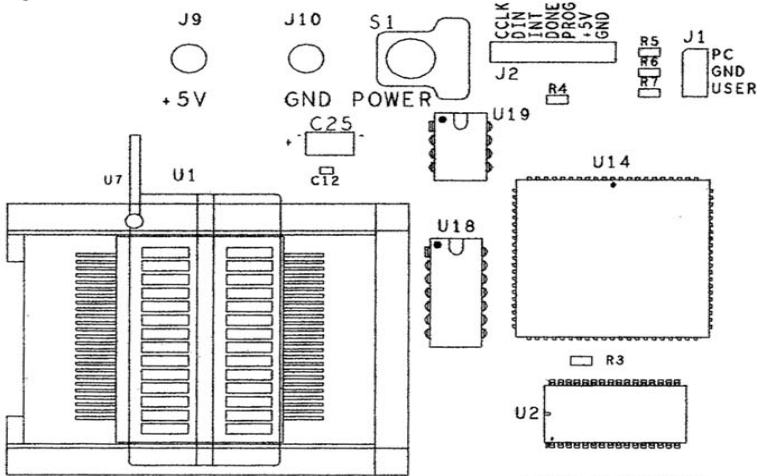 J9
J10
S1
CCLK
DIN
INT
DONE
PROG
+5V
GND
R5
J1
PC
R6
GND
R7
USER
J2
R4
+5V
GND
POWER
C25
+ -
U19
C12
U7
U1
U14
U18
R3
U2